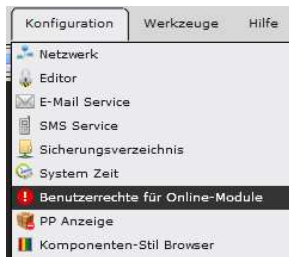 Konfiguration Werkzeuge Hilfe
Netzwerk
Editor
E-Mail Service
SMS Service
Sicherungsverzeichnis
System Zeit
Benutzerrechte für Online-Module
PP Anzeige
Komponenten-Stil Browser